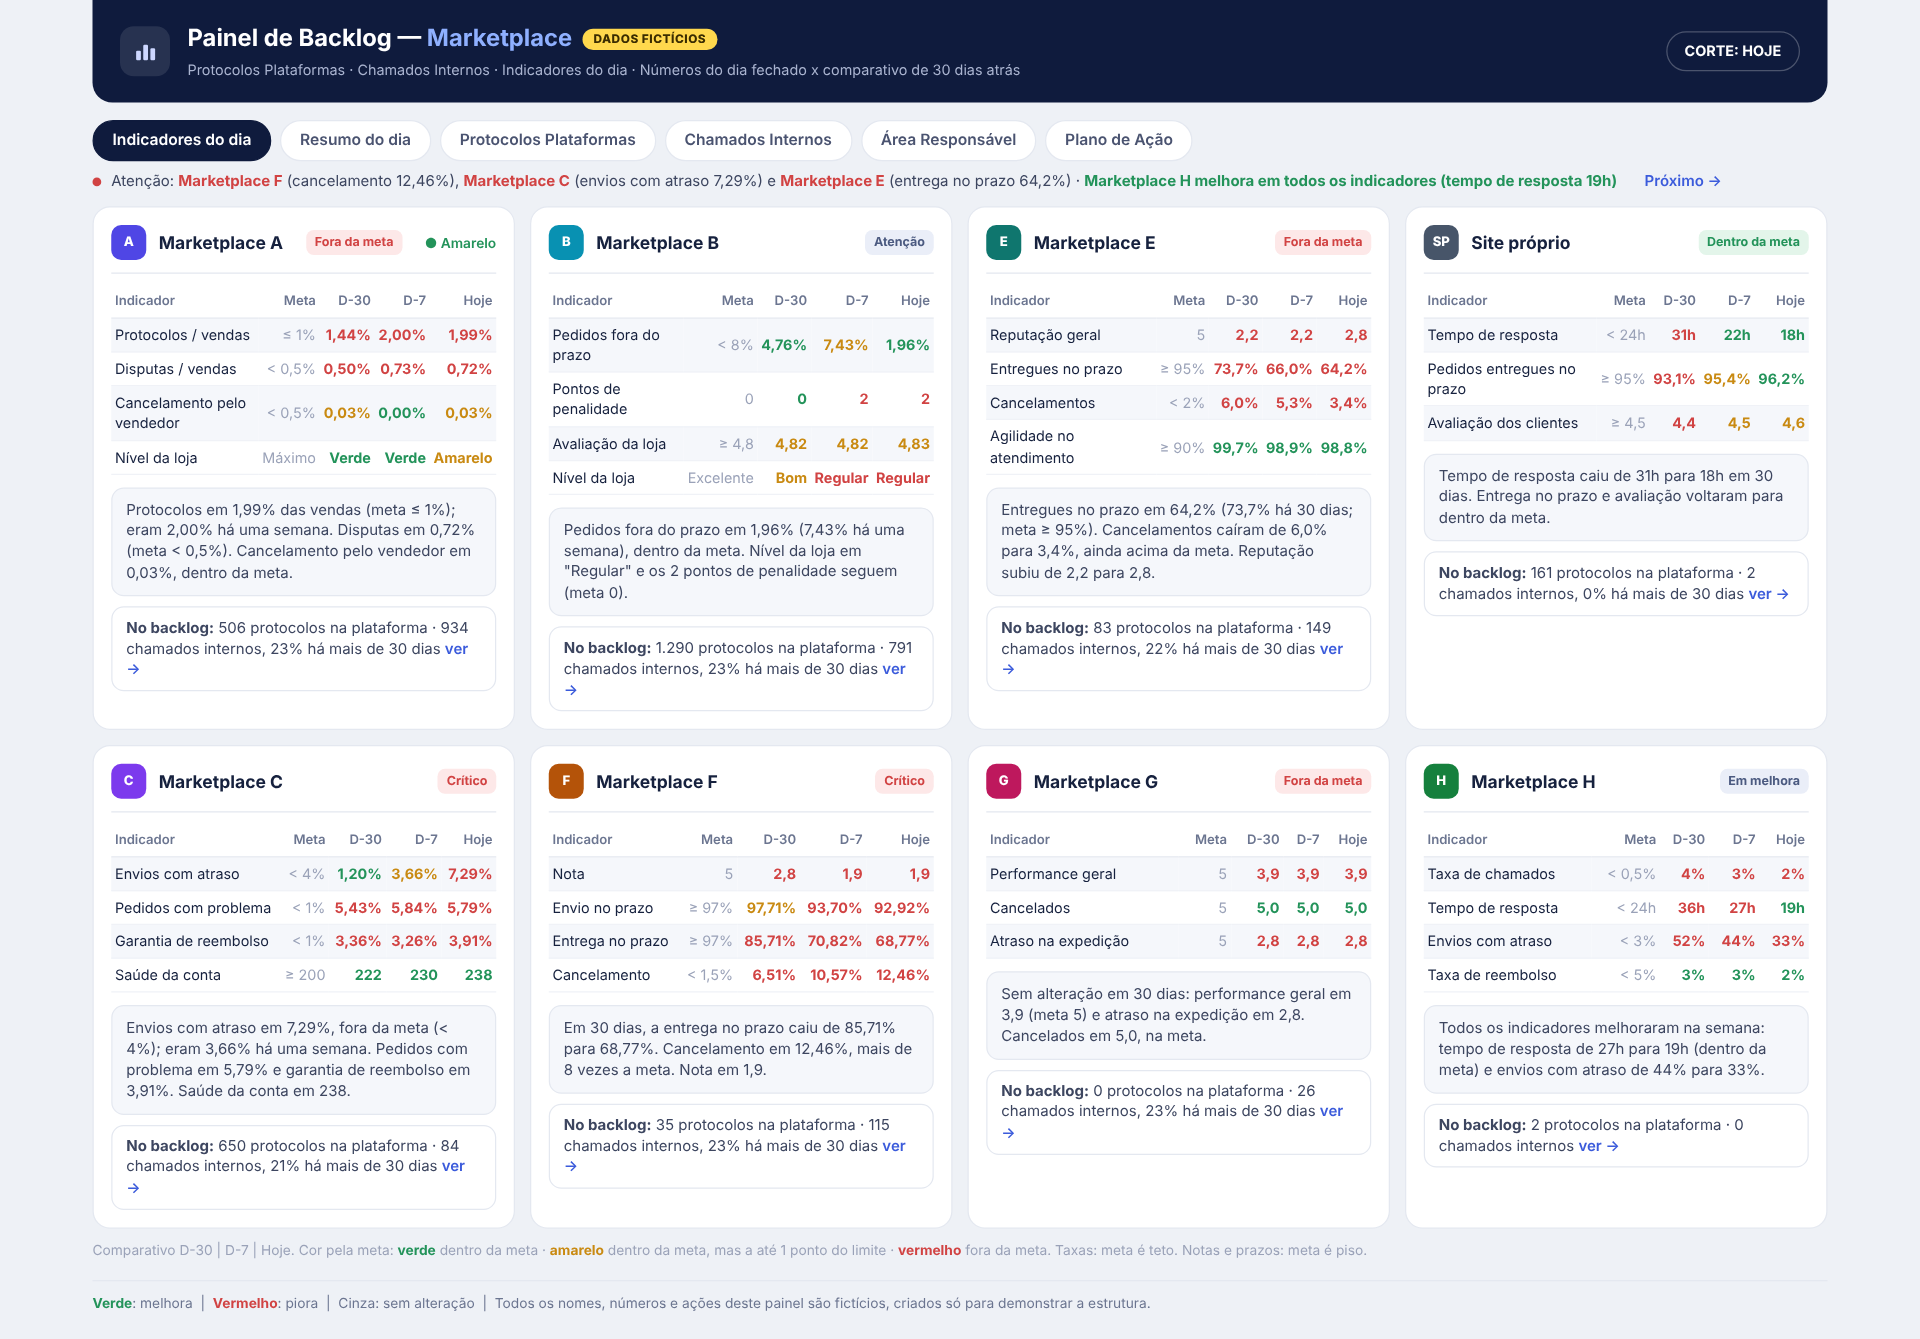 Painel de Backlog — Marketplace DADOS FICTÍCIOS
Protocolos Plataformas · Chamados Internos · Indicadores do dia · Números do dia fechado x comparativo de 30 dias atrás
CORTE: HOJE
Indicadores do dia Resumo do dia Protocolos Plataformas Chamados Internos Área Responsável Plano de Ação
Atenção: Marketplace F (cancelamento 12,46%), Marketplace C (envios com atraso 7,29%) e Marketplace E (entrega no prazo 64,2%) · Marketplace H melhora em todos os indicadores (tempo de resposta 19h) Próximo →
A Marketplace A Fora da meta Amarelo
Indicador Meta D-30 D-7 Hoje
Protocolos / vendas ≤ 1% 1,44% 2,00% 1,99%
Disputas / vendas < 0,5% 0,50% 0,73% 0,72%
Cancelamento pelo
vendedor < 0,5% 0,03% 0,00% 0,03%
Nível da loja Máximo Verde Verde Amarelo
Protocolos em 1,99% das vendas (meta ≤ 1%);
eram 2,00% há uma semana. Disputas em 0,72%
(meta < 0,5%). Cancelamento pelo vendedor em
0,03%, dentro da meta.
No backlog: 506 protocolos na plataforma · 934
chamados internos, 23% há mais de 30 dias ver
→
B Marketplace B Atenção
Indicador Meta D-30 D-7 Hoje
Pedidos fora do
prazo < 8% 4,76% 7,43% 1,96%
Pontos de
penalidade 0 0 2 2
Avaliação da loja ≥ 4,8 4,82 4,82 4,83
Nível da loja Excelente Bom Regular Regular
Pedidos fora do prazo em 1,96% (7,43% há uma
semana), dentro da meta. Nível da loja em
"Regular" e os 2 pontos de penalidade seguem
(meta 0).
No backlog: 1.290 protocolos na plataforma · 791
chamados internos, 23% há mais de 30 dias ver
→
E Marketplace E Fora da meta
Indicador Meta D-30 D-7 Hoje
Reputação geral 5 2,2 2,2 2,8
Entregues no prazo ≥ 95% 73,7% 66,0% 64,2%
Cancelamentos < 2% 6,0% 5,3% 3,4%
Agilidade no
atendimento ≥ 90% 99,7% 98,9% 98,8%
Entregues no prazo em 64,2% (73,7% há 30 dias;
meta ≥ 95%). Cancelamentos caíram de 6,0%
para 3,4%, ainda acima da meta. Reputação
subiu de 2,2 para 2,8.
No backlog: 83 protocolos na plataforma · 149
chamados internos, 22% há mais de 30 dias ver
→
SP Site próprio Dentro da meta
Indicador Meta D-30 D-7 Hoje
Tempo de resposta < 24h 31h 22h 18h
Pedidos entregues no
prazo ≥ 95% 93,1% 95,4% 96,2%
Avaliação dos clientes ≥ 4,5 4,4 4,5 4,6
Tempo de resposta caiu de 31h para 18h em 30
dias. Entrega no prazo e avaliação voltaram para
dentro da meta.
No backlog: 161 protocolos na plataforma · 2
chamados internos, 0% há mais de 30 dias ver →
C Marketplace C Crítico
Indicador Meta D-30 D-7 Hoje
Envios com atraso < 4% 1,20% 3,66% 7,29%
Pedidos com problema < 1% 5,43% 5,84% 5,79%
Garantia de reembolso < 1% 3,36% 3,26% 3,91%
Saúde da conta ≥ 200 222 230 238
Envios com atraso em 7,29%, fora da meta (<
4%); eram 3,66% há uma semana. Pedidos com
problema em 5,79% e garantia de reembolso em
3,91%. Saúde da conta em 238.
No backlog: 650 protocolos na plataforma · 84
chamados internos, 21% há mais de 30 dias ver
→
F Marketplace F Crítico
Indicador Meta D-30 D-7 Hoje
Nota 5 2,8 1,9 1,9
Envio no prazo ≥ 97% 97,71% 93,70% 92,92%
Entrega no prazo ≥ 97% 85,71% 70,82% 68,77%
Cancelamento < 1,5% 6,51% 10,57% 12,46%
Em 30 dias, a entrega no prazo caiu de 85,71%
para 68,77%. Cancelamento em 12,46%, mais de
8 vezes a meta. Nota em 1,9.
No backlog: 35 protocolos na plataforma · 115
chamados internos, 23% há mais de 30 dias ver
→
G Marketplace G Fora da meta
Indicador Meta D-30 D-7 Hoje
Performance geral 5 3,9 3,9 3,9
Cancelados 5 5,0 5,0 5,0
Atraso na expedição 5 2,8 2,8 2,8
Sem alteração em 30 dias: performance geral em
3,9 (meta 5) e atraso na expedição em 2,8.
Cancelados em 5,0, na meta.
No backlog: 0 protocolos na plataforma · 26
chamados internos, 23% há mais de 30 dias ver
→
H Marketplace H Em melhora
Indicador Meta D-30 D-7 Hoje
Taxa de chamados < 0,5% 4% 3% 2%
Tempo de resposta < 24h 36h 27h 19h
Envios com atraso < 3% 52% 44% 33%
Taxa de reembolso < 5% 3% 3% 2%
Todos os indicadores melhoraram na semana:
tempo de resposta de 27h para 19h (dentro da
meta) e envios com atraso de 44% para 33%.
No backlog: 2 protocolos na plataforma · 0
chamados internos ver →
Comparativo D-30 | D-7 | Hoje. Cor pela meta: verde dentro da meta · amarelo dentro da meta, mas a até 1 ponto do limite · vermelho fora da meta. Taxas: meta é teto. Notas e prazos: meta é piso.
Verde: melhora | Vermelho: piora | Cinza: sem alteração | Todos os nomes, números e ações deste painel são fictícios, criados só para demonstrar a estrutura.